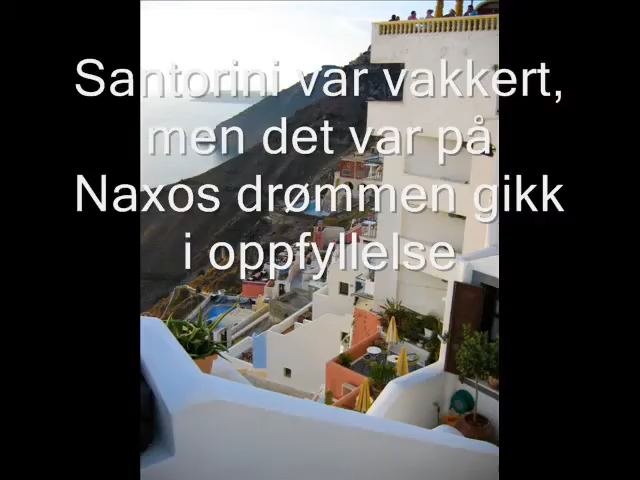 Santorini var vakkert,
men det var på
Naxos drømmen gikk
i oppfyllelse